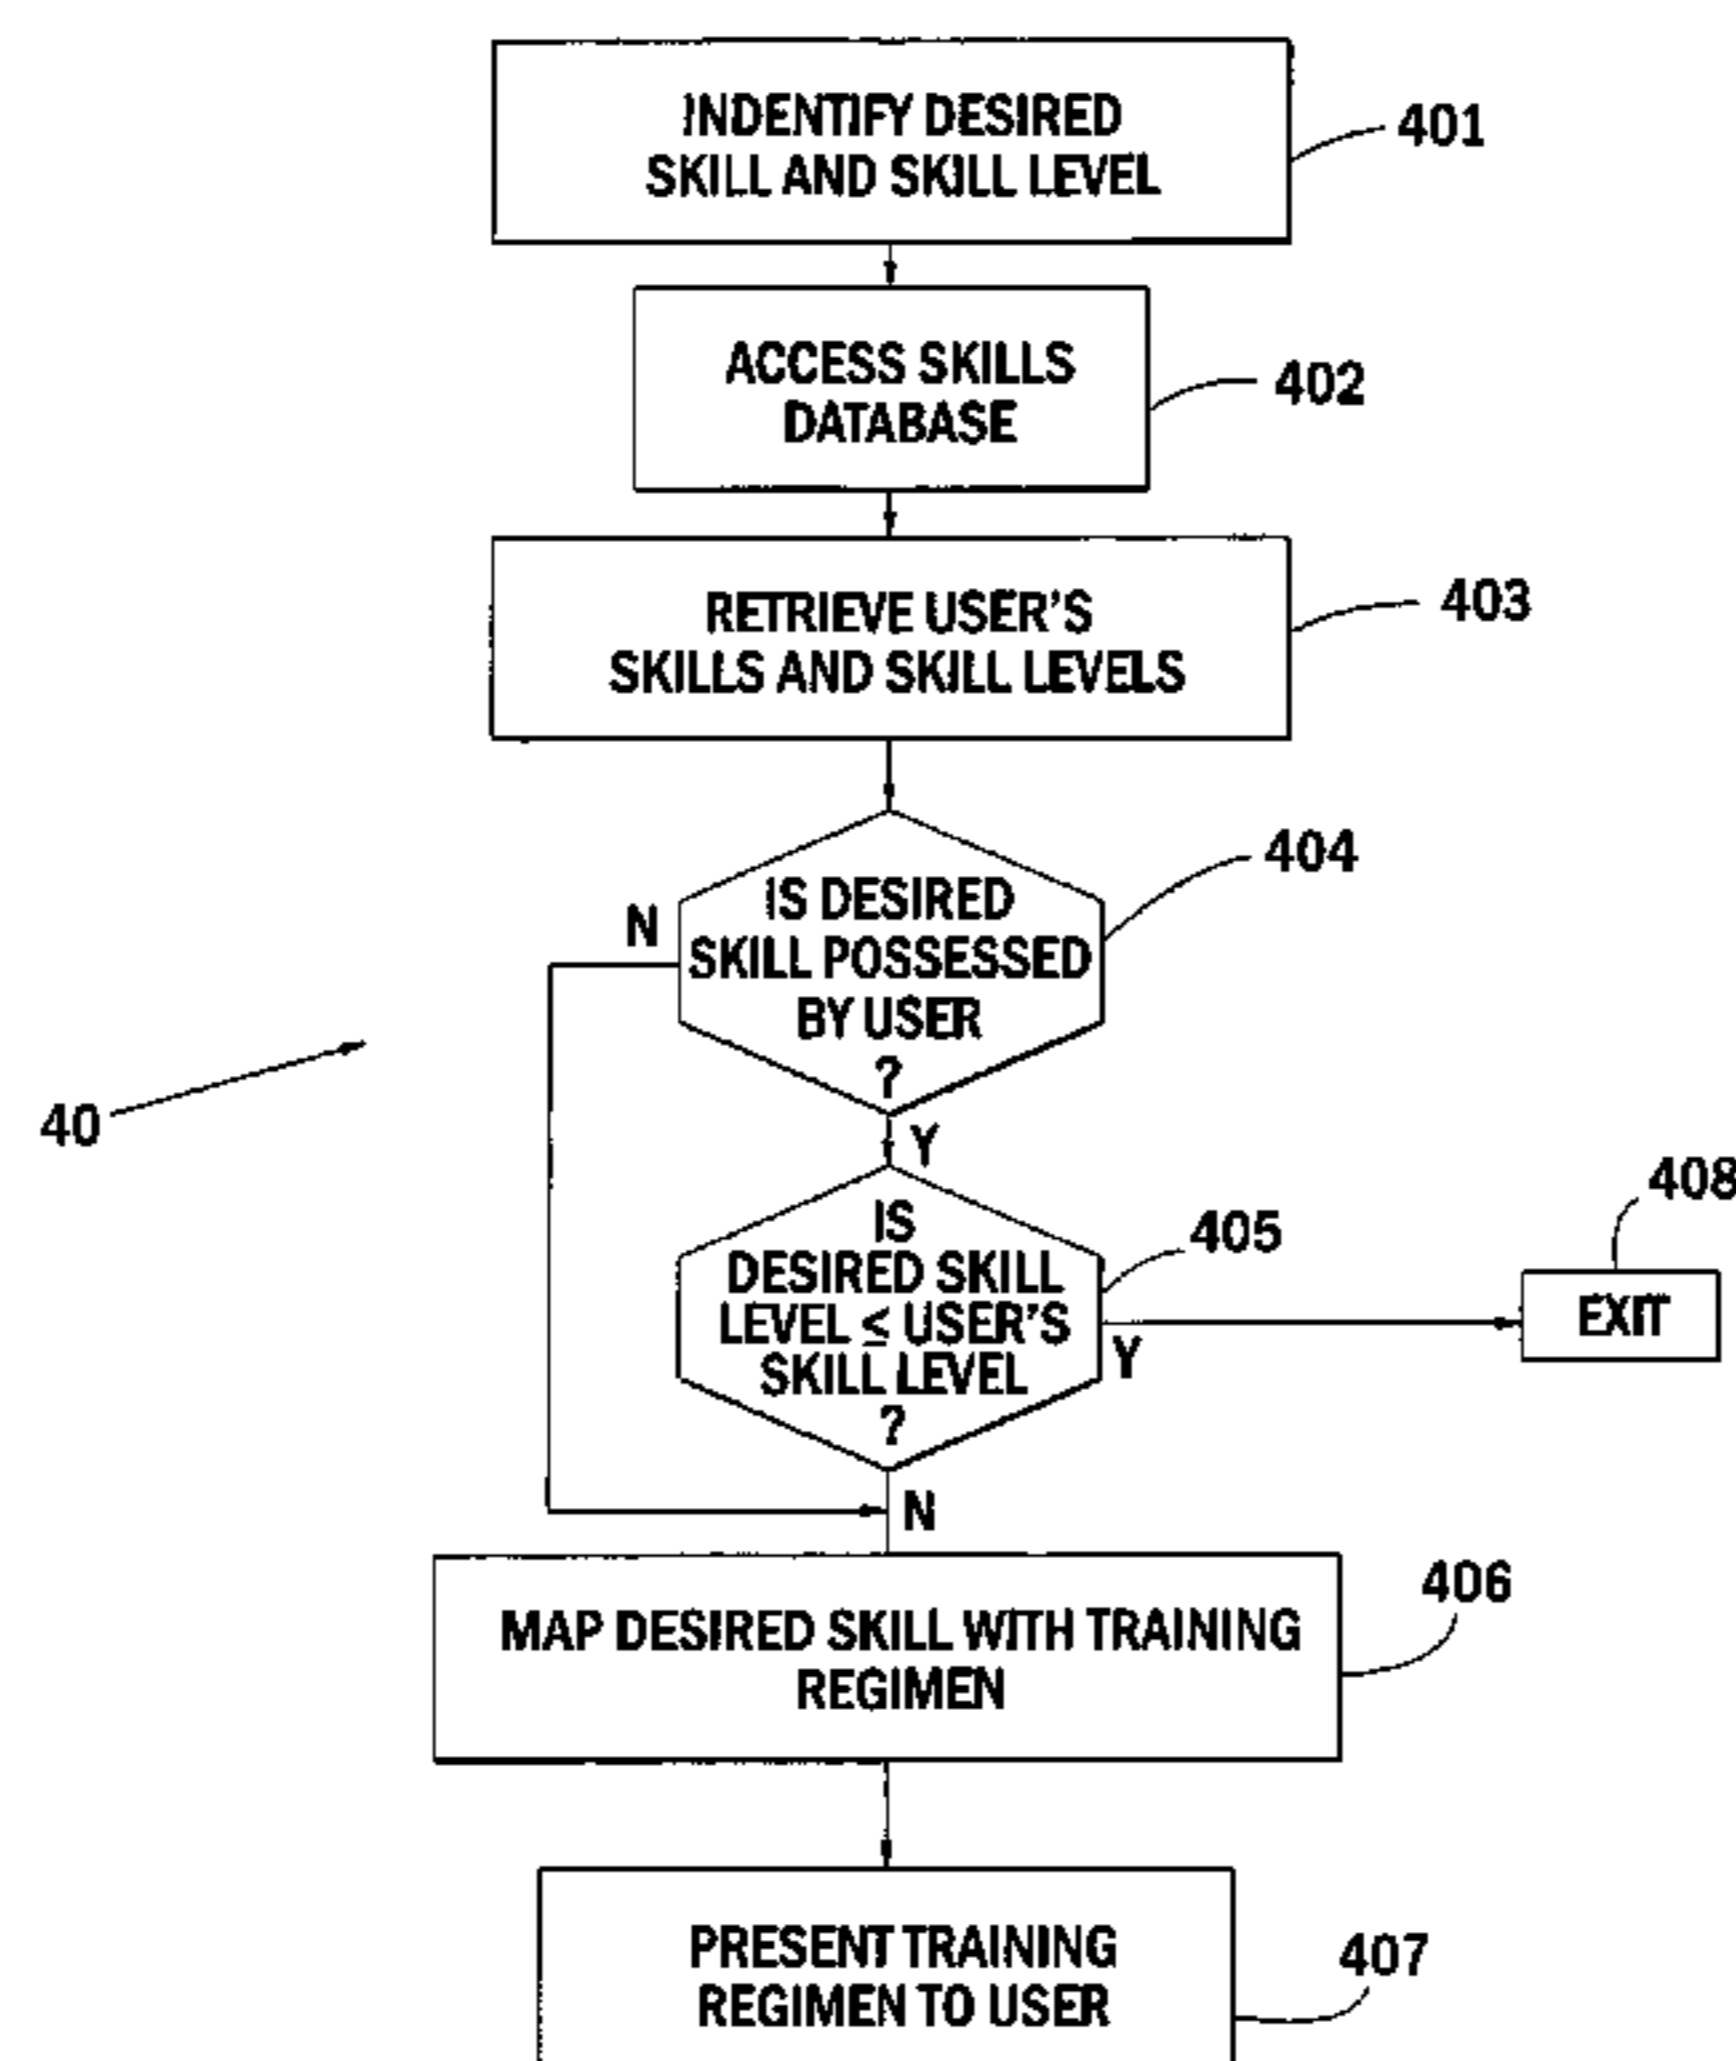 INDENTIFY DESIRED
SKILL AND SKILL LEVEL
401
ACCESS SKILLS
DATABASE
402
RETRIEVE USER'S
SKILLS AND SKILL LEVELS
403
IS DESIRED
SKILL POSSESSED
BY USER
?
404
N
Y
40
IS
DESIRED SKILL
LEVEL ≤ USER'S
SKILL LEVEL
?
405
Y
408
EXIT
N
MAP DESIRED SKILL WITH TRAINING
REGIMEN
406
PRESENT TRAINING
REGIMEN TO USER
407